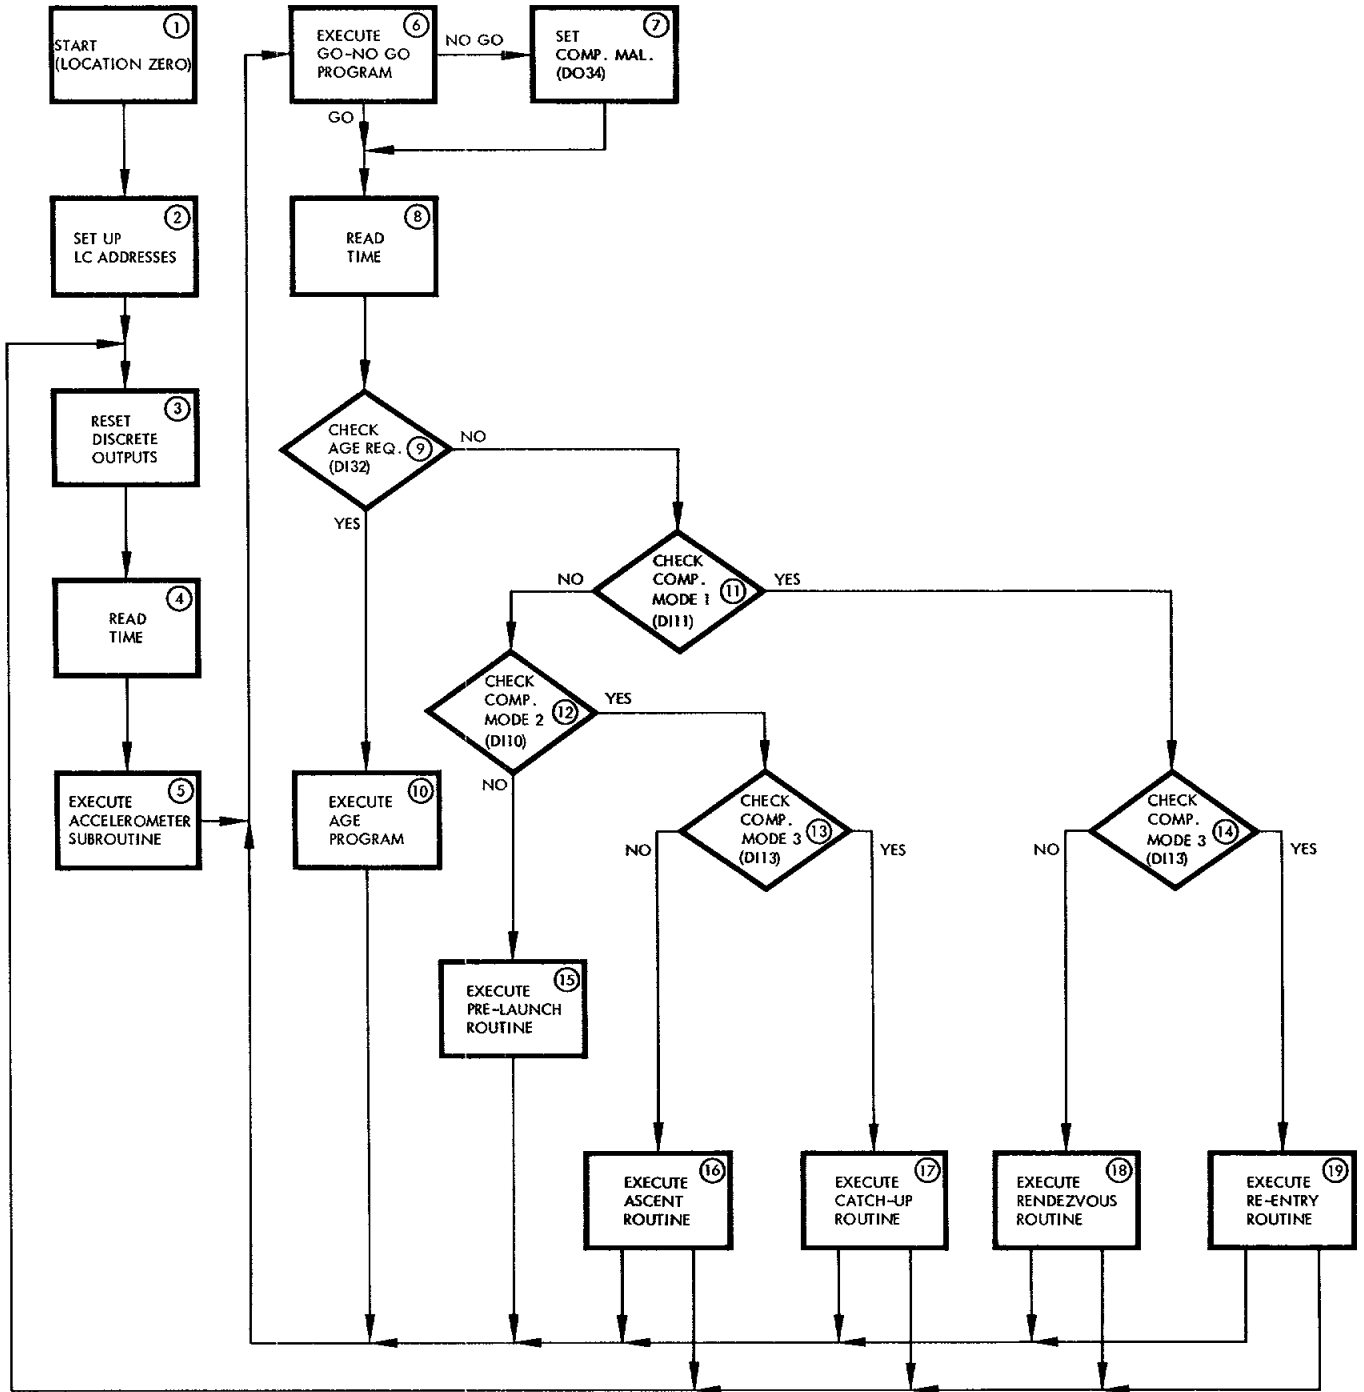 1
START
(LOCATION ZERO)
2
SET UP
LC ADDRESSES
3
RESET
DISCRETE
OUTPUTS
4
READ
TIME
5
EXECUTE
ACCELEROMETER
SUBROUTINE
6
EXECUTE
GO-NO GO
PROGRAM
NO GO
GO
7
SET
COMP. MAL.
(DO34)
8
READ
TIME
CHECK
AGE REQ. 9
(DI32)
NO
YES
10
EXECUTE
AGE
PROGRAM
CHECK
COMP.
MODE 1 11
(DI11)
NO
YES
CHECK
COMP.
MODE 2 12
(DI10)
YES
NO
CHECK
COMP.
MODE 3 13
(DI13)
NO
YES
CHECK
COMP.
MODE 3 14
(DI13)
NO
YES
15
EXECUTE
PRE-LAUNCH
ROUTINE
16
EXECUTE
ASCENT
ROUTINE
17
EXECUTE
CATCH-UP
ROUTINE
18
EXECUTE
RENDEZVOUS
ROUTINE
19
EXECUTE
RE-ENTRY
ROUTINE